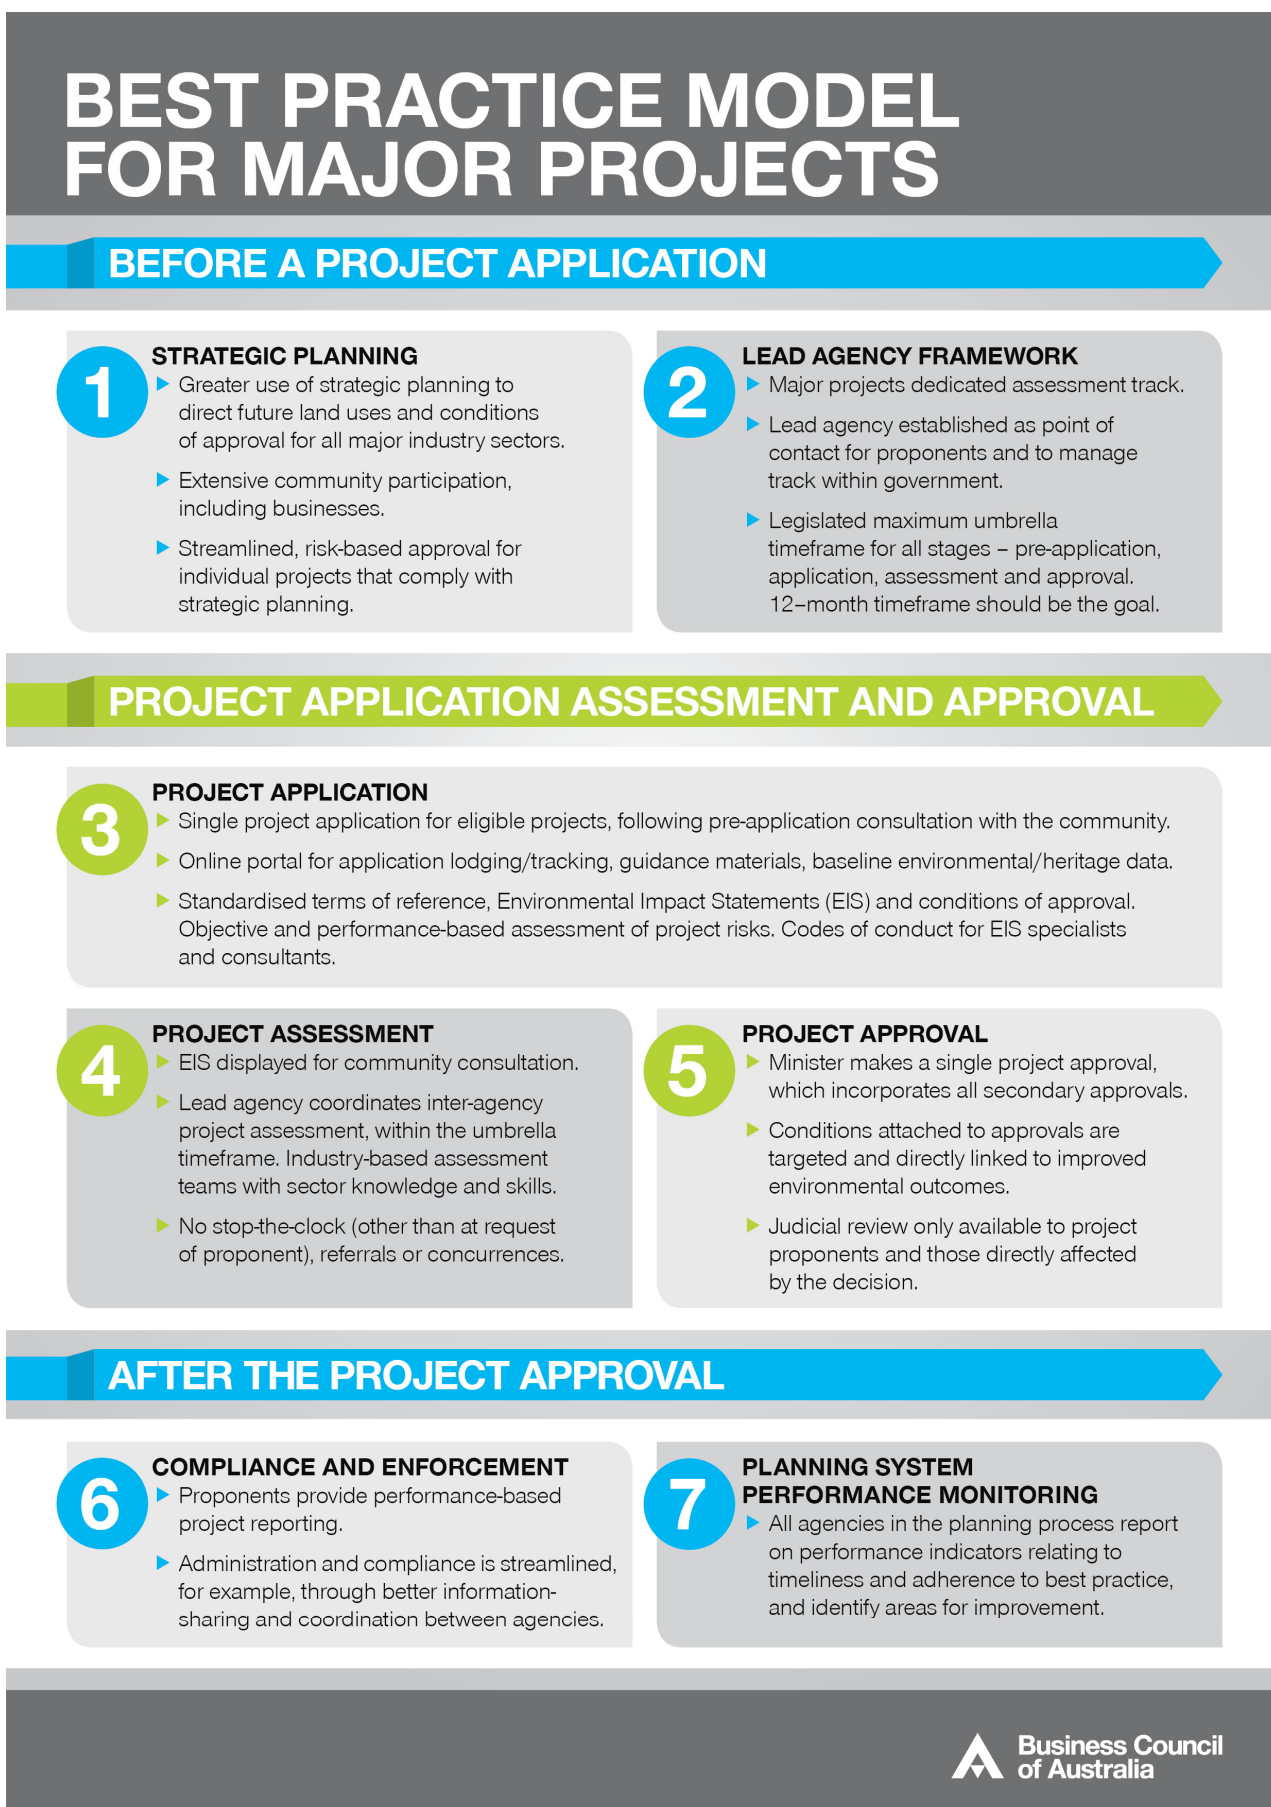 BEST PRACTICE MODEL
FOR MAJOR PROJECTS
BEFORE A PROJECT APPLICATION
1
STRATEGIC PLANNING
Greater use of strategic planning to
direct future land uses and conditions
of approval for all major industry sectors.
Extensive community participation,
including businesses.
Streamlined, risk-based approval for
individual projects that comply with
strategic planning.
2
LEAD AGENCY FRAMEWORK
Major projects dedicated assessment track.
Lead agency established as point of
contact for proponents and to manage
track within government.
Legislated maximum umbrella
timeframe for all stages – pre-application,
application, assessment and approval.
12–month timeframe should be the goal.
PROJECT APPLICATION ASSESSMENT AND APPROVAL
3
PROJECT APPLICATION
Single project application for eligible projects, following pre-application consultation with the community.
Online portal for application lodging/tracking, guidance materials, baseline environmental/heritage data.
Standardised terms of reference, Environmental Impact Statements (EIS) and conditions of approval.
Objective and performance-based assessment of project risks. Codes of conduct for EIS specialists
and consultants.
4
PROJECT ASSESSMENT
EIS displayed for community consultation.
Lead agency coordinates inter-agency
project assessment, within the umbrella
timeframe. Industry-based assessment
teams with sector knowledge and skills.
No stop-the-clock (other than at request
of proponent), referrals or concurrences.
5
PROJECT APPROVAL
Minister makes a single project approval,
which incorporates all secondary approvals.
Conditions attached to approvals are
targeted and directly linked to improved
environmental outcomes.
Judicial review only available to project
proponents and those directly affected
by the decision.
AFTER THE PROJECT APPROVAL
6
COMPLIANCE AND ENFORCEMENT
Proponents provide performance-based
project reporting.
Administration and compliance is streamlined,
for example, through better information-
sharing and coordination between agencies.
7
PLANNING SYSTEM
PERFORMANCE MONITORING
All agencies in the planning process report
on performance indicators relating to
timeliness and adherence to best practice,
and identify areas for improvement.
Business Council
of Australia